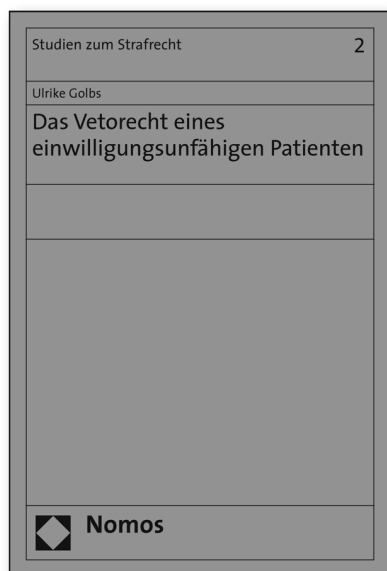 Studien zum Strafrecht 2
Ulrike Golbs
Das Vetorecht eines
einwilligungsunfähigen Patienten
Nomos